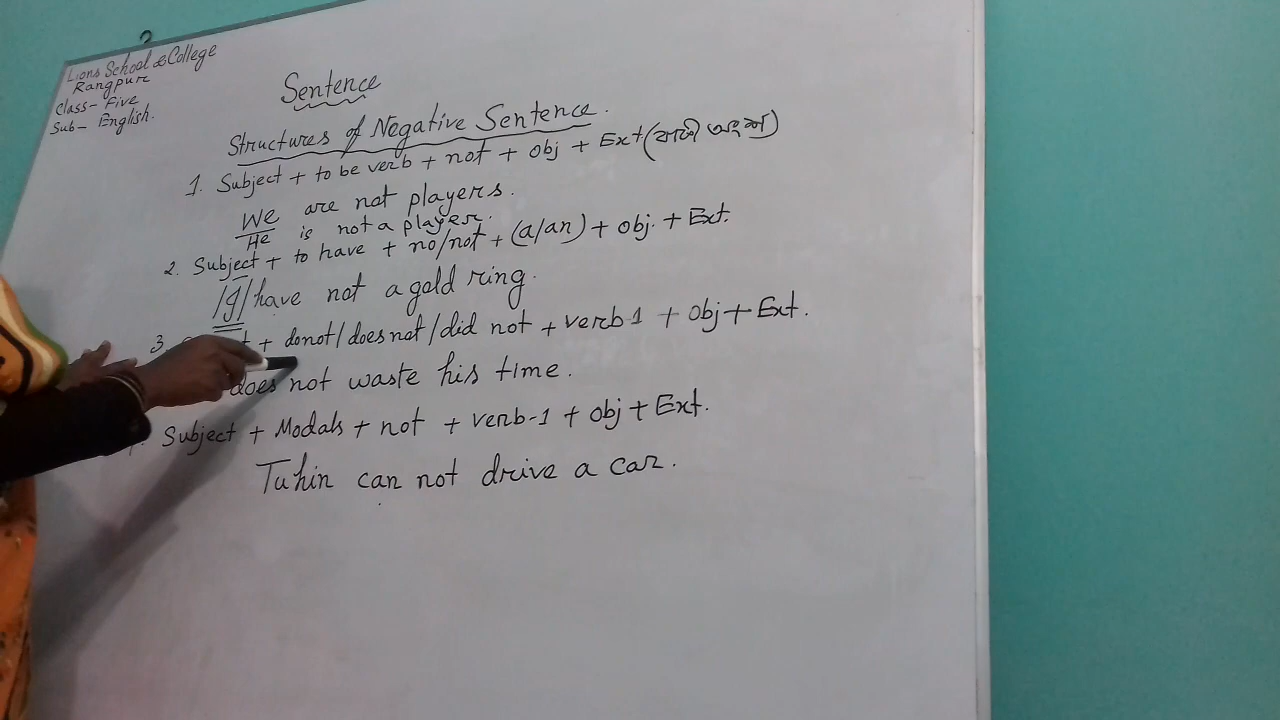 Lions School & College
Rangpur
Class- Five
Sub- English.
Sentence
Structures of Negative Sentence.
1. Subject + to be verb + not + obj + Ext (বাকী অংশ)
We are not players.
He is not a player.
2. Subject + to have + no/not + (a/an) + obj. + Ext.
have not a gold ring.
3. + donot/does not/did not + verb 1 + obj + Ext.
does not waste his time.
Subject + Modals + not + verb-1 + obj + Ext.
Tuhin can not drive a car.